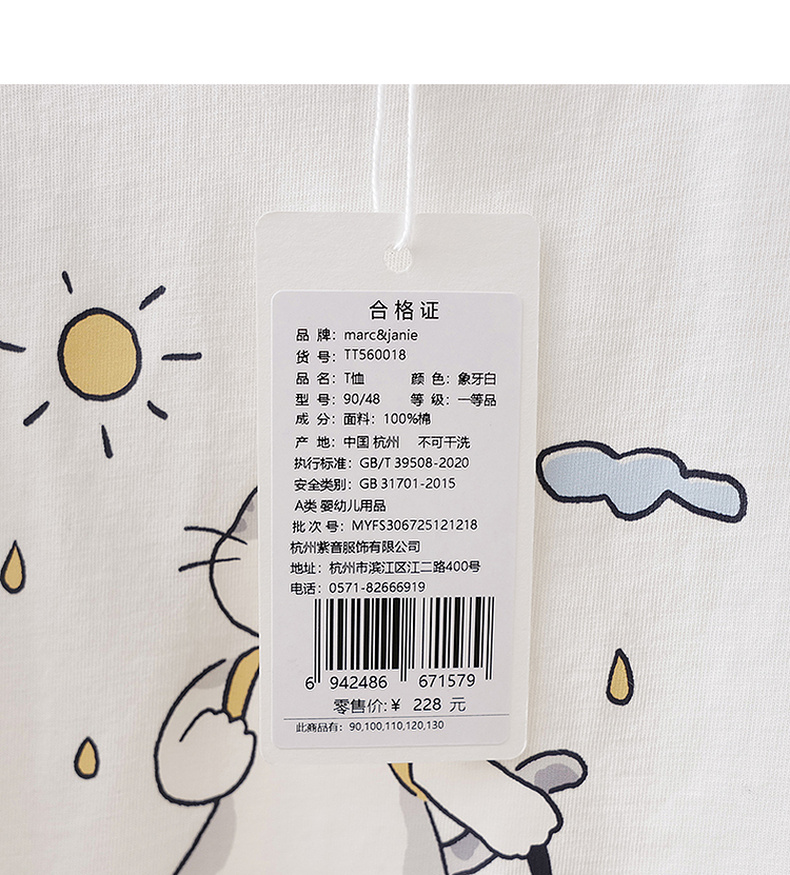 合格证
品 牌：marc&janie
货 号：TT560018
品 名：T恤 颜 色：象牙白
型 号：90/48 等 级：一等品
成 分：面料：100%棉
产 地：中国 杭州 不可干洗
执行标准：GB/T 39508-2020
安全类别：GB 31701-2015
A类 婴幼儿用品
批 次 号：MYFS306725121218
杭州紫音服饰有限公司
地址：杭州市滨江区江二路400号
电话：0571-82666919
6 942486 671579
零售价:¥ 228 元
此商品有：90,100,110,120,130